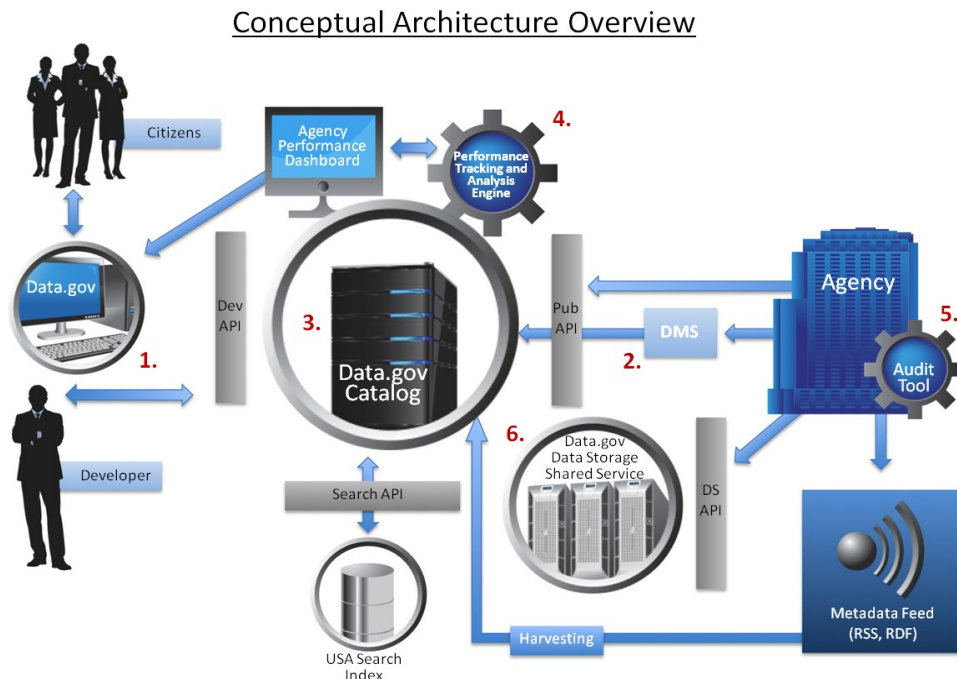 Conceptual Architecture Overview
Citizens
Agency
Performance
Dashboard
4.
Performance
Tracking and
Analysis
Engine
Data.gov
1.
Dev
API
3.
Data.gov
Catalog
Pub
API
2.
DMS
Agency
5.
Audit
Tool
Developer
Search API
USA Search
Index
6.
Data.gov
Data Storage
Shared Service
DS
API
Metadata Feed
(RSS, RDF)
Harvesting